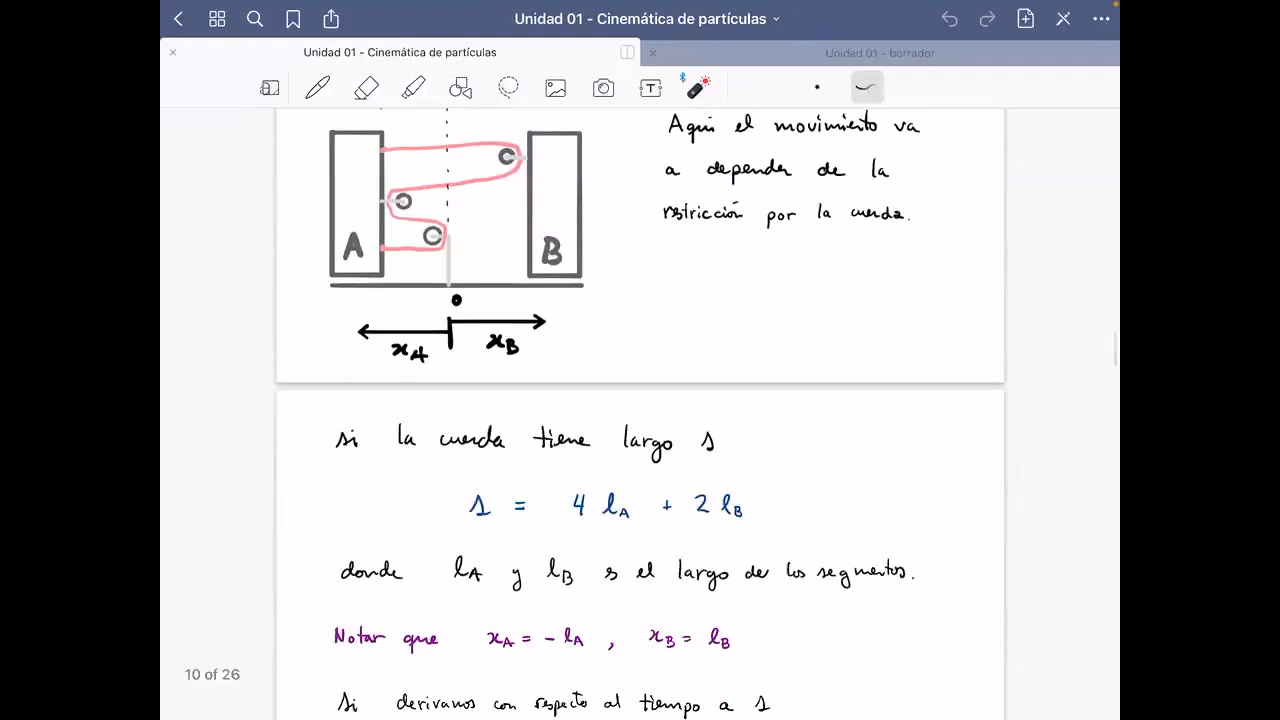 Unidad 01 - Cinemática de partículas
Unidad 01 - Cinemática de partículas
Unidad 01 - borrador
T
Aqui el movimiento va
a depender de la
restricción por la cuerda.
A
B
0
x_A
x_B
si la cuerda tiene largo s
s = 4 l_A + 2 l_B
donde l_A y l_B es el largo de los segmentos.
Notar que x_A = - l_A , x_B = l_B
10 of 26
Si derivamos con respecto al tiempo a s